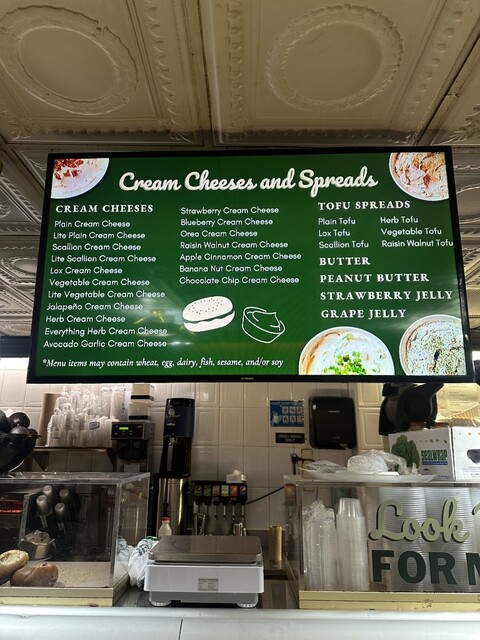 Cream Cheeses and Spreads
CREAM CHEESES
Plain Cream Cheese
Lite Plain Cream Cheese
Scallion Cream Cheese
Lite Scallion Cream Cheese
Lox Cream Cheese
Vegetable Cream Cheese
Lite Vegetable Cream Cheese
Jalapeño Cream Cheese
Herb Cream Cheese
Everything Herb Cream Cheese
Avocado Garlic Cream Cheese
Strawberry Cream Cheese
Blueberry Cream Cheese
Oreo Cream Cheese
Raisin Walnut Cream Cheese
Apple Cinnamon Cream Cheese
Banana Nut Cream Cheese
Chocolate Chip Cream Cheese
TOFU SPREADS
Plain Tofu
Lox Tofu
Scallion Tofu
Herb Tofu
Vegetable Tofu
Raisin Walnut Tofu
BUTTER
PEANUT BUTTER
STRAWBERRY JELLY
GRAPE JELLY
*Menu items may contain wheat, egg, dairy, fish, sesame, and/or soy
Look
FOR